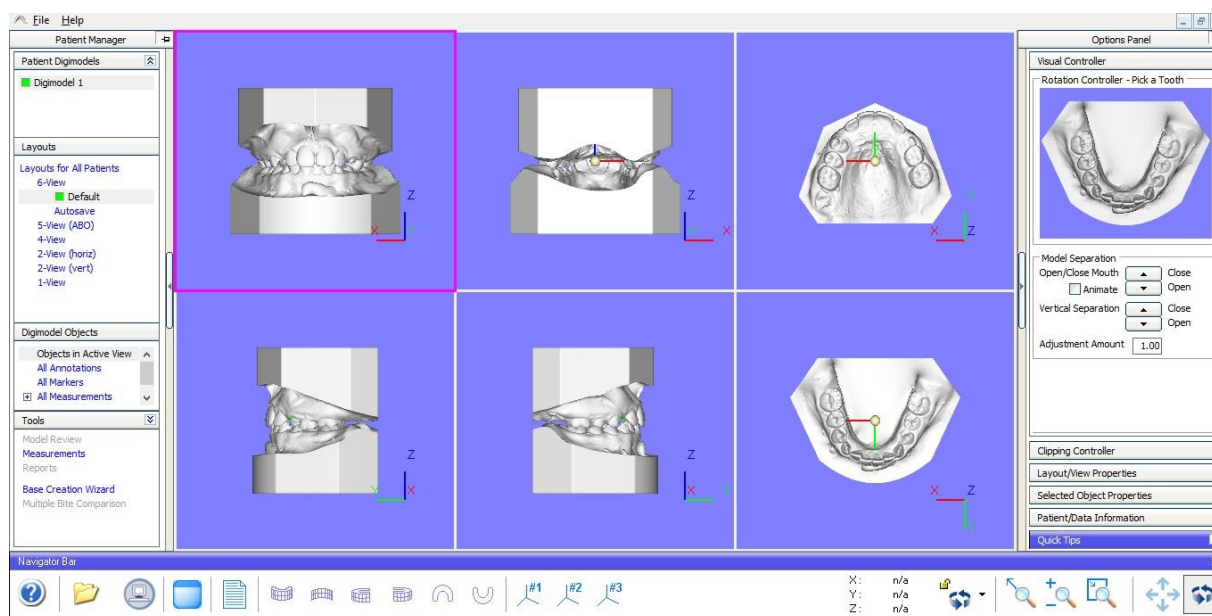 File Help
Patient Manager
Patient Digimodels
Digimodel 1
Layouts
Layouts for All Patients
6-View
Default
Autosave
5-View (ABO)
4-View
2-View (horiz)
2-View (vert)
1-View
Digimodel Objects
Objects in Active View
All Annotations
All Markers
All Measurements
Tools
Model Review
Measurements
Reports
Base Creation Wizard
Multiple Bite Comparison
Z
X
Z
X
Y
X Z
Z
Y X
Z
X Y
X Z
Y
Options Panel
Visual Controller
Rotation Controller - Pick a Tooth
Model Separation
Open/Close Mouth Close
Animate Open
Vertical Separation Close
Open
Adjustment Amount 1.00
Clipping Controller
Layout/View Properties
Selected Object Properties
Patient/Data Information
Quick Tips
Navigator Bar
#1 #2 #3
X: n/a
Y: n/a
Z: n/a